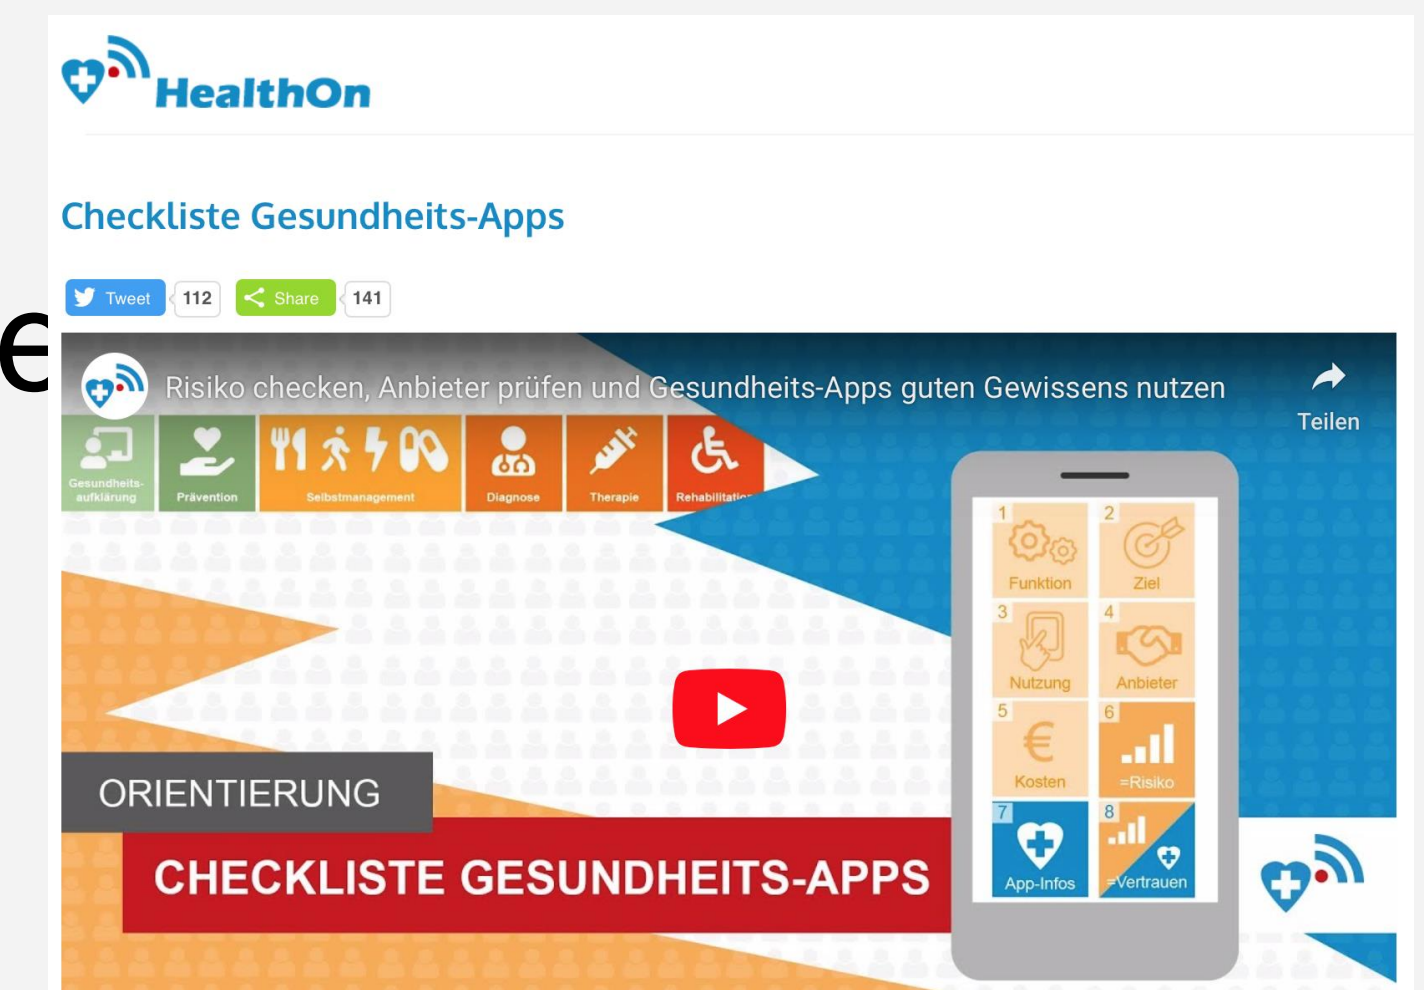 HealthOn
Checkliste Gesundheits-Apps
Tweet 112 Share 141
e
Risiko checken, Anbieter prüfen und Gesundheits-Apps guten Gewissens nutzen
Teilen
Gesundheits-
aufklärung
Prävention
Selbstmanagement
Diagnose
Therapie
Rehabilitation
1
Funktion
2
Ziel
3
Nutzung
4
Anbieter
5
€
Kosten
6
=Risiko
7
App-Infos
8
=Vertrauen
ORIENTIERUNG
CHECKLISTE GESUNDHEITS-APPS